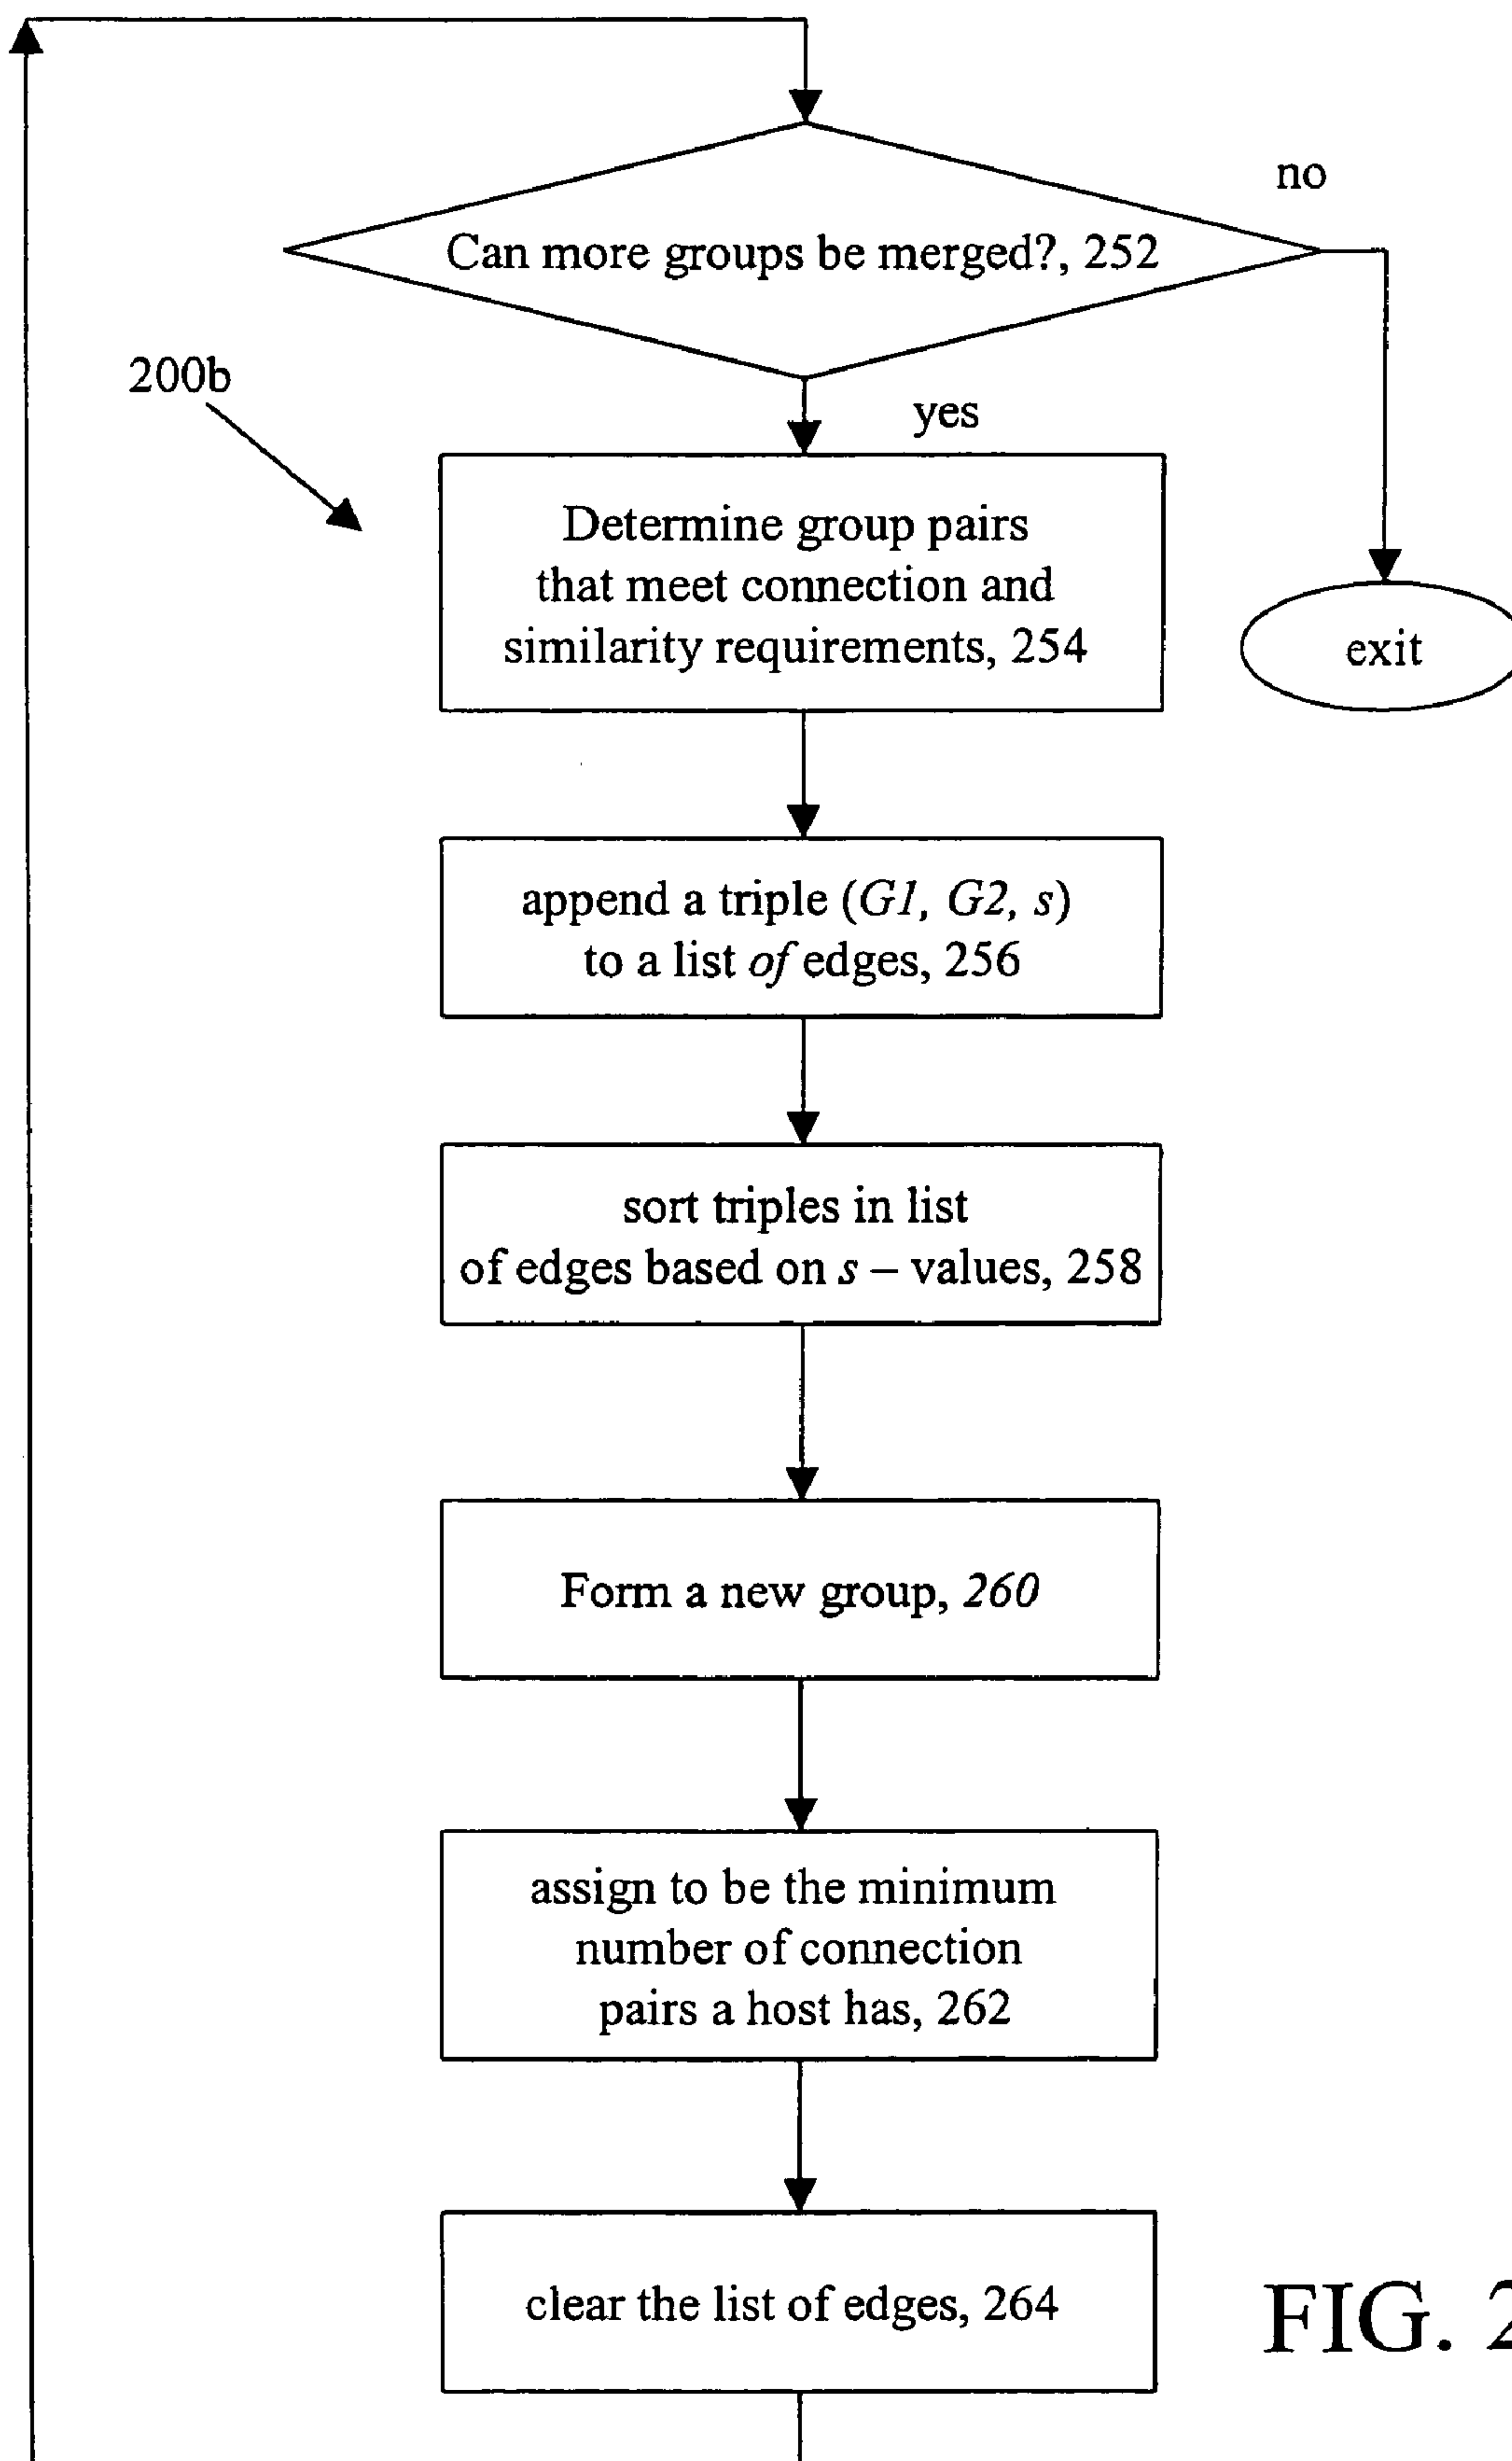 no
Can more groups be merged?, 252
200b
yes
Determine group pairs
that meet connection and
similarity requirements, 254
exit
append a triple (G1, G2, s)
to a list of edges, 256
sort triples in list
of edges based on s – values, 258
Form a new group, 260
assign to be the minimum
number of connection
pairs a host has, 262
clear the list of edges, 264
FIG. 2